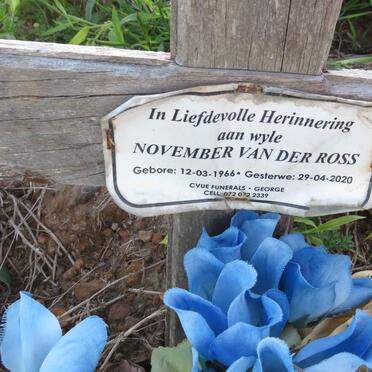 In Liefdevolle Herinnering
aan wyle
NOVEMBER VAN DER ROSS
Gebore: 12-03-1966 • Gesterwe: 29-04-2020
CVUE FUNERALS • GEORGE
CELL: 072 072 2339